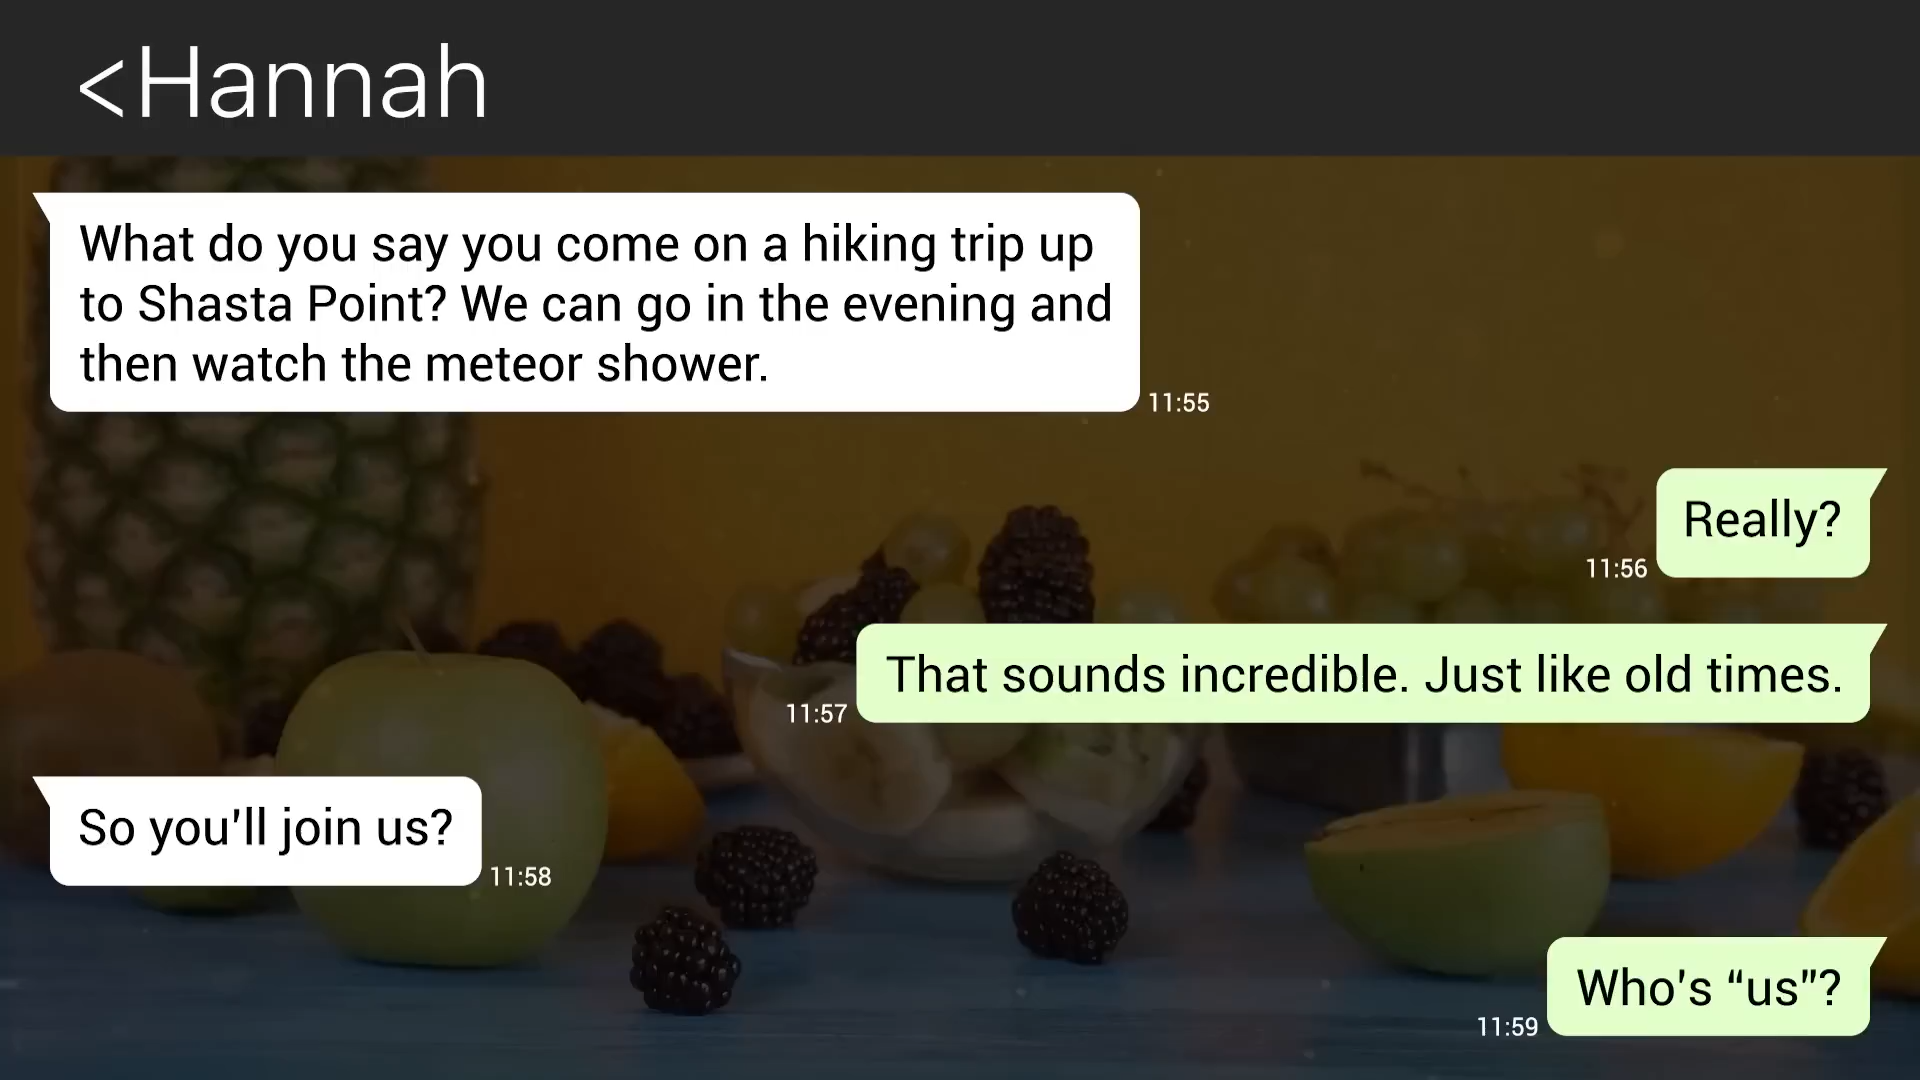 <Hannah
What do you say you come on a hiking trip up
to Shasta Point? We can go in the evening and
then watch the meteor shower.
11:55
Really?
11:56
That sounds incredible. Just like old times.
11:57
So you'll join us?
11:58
Who's “us”?
11:59